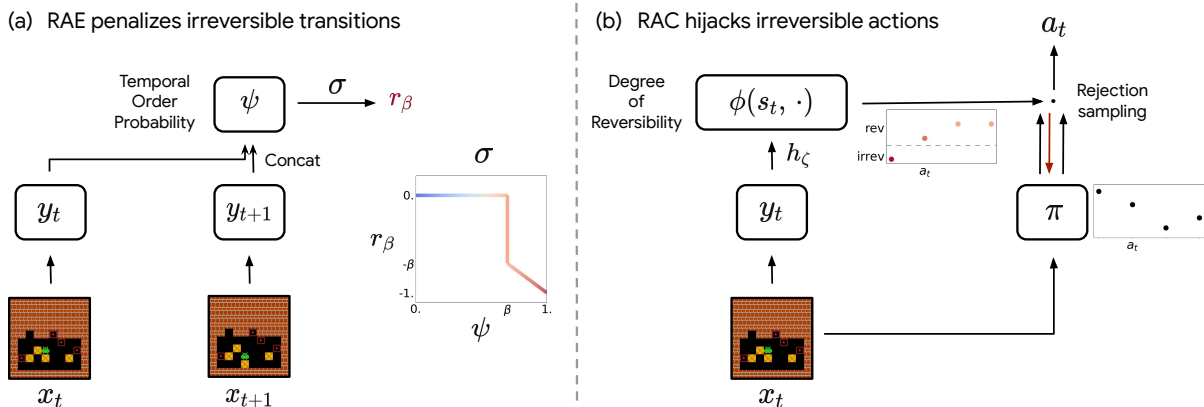 (a) RAE penalizes irreversible transitions
Temporal
Order
Probability
ψ
σ
r_β
Concat
y_t
y_{t+1}
x_t
x_{t+1}
σ
0.
r_β
-β
-1.
0.
β
1.
ψ
(b) RAC hijacks irreversible actions
a_t
Degree
of
Reversibility
ϕ(s_t, ·)
Rejection
sampling
rev
irrev
a_t
h_ζ
y_t
π
a_t
x_t